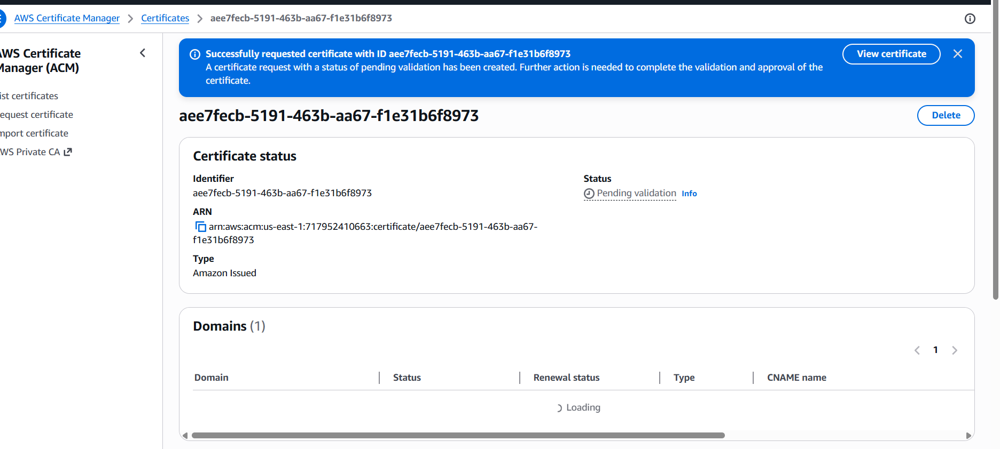 AWS Certificate Manager > Certificates > aee7fecb-5191-463b-aa67-f1e31b6f8973
WS Certificate
Manager (ACM)
ist certificates
equest certificate
mport certificate
WS Private CA
Successfully requested certificate with ID aee7fecb-5191-463b-aa67-f1e31b6f8973
A certificate request with a status of pending validation has been created. Further action is needed to complete the validation and approval of the
certificate.
View certificate
aee7fecb-5191-463b-aa67-f1e31b6f8973
Delete
Certificate status
Identifier
aee7fecb-5191-463b-aa67-f1e31b6f8973
ARN
arn:aws:acm:us-east-1:717952410663:certificate/aee7fecb-5191-463b-aa67-
f1e31b6f8973
Type
Amazon Issued
Status
Pending validation Info
Domains (1)
1
Domain Status Renewal status Type CNAME name
Loading